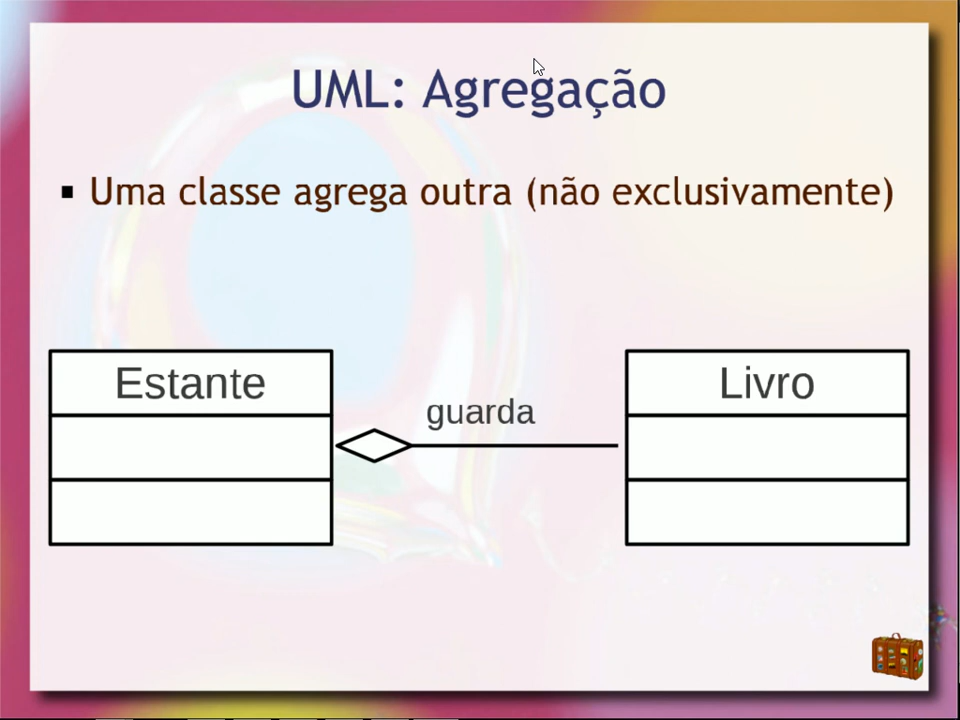 UML: Agregação
▪ Uma classe agrega outra (não exclusivamente)
Estante
guarda
Livro